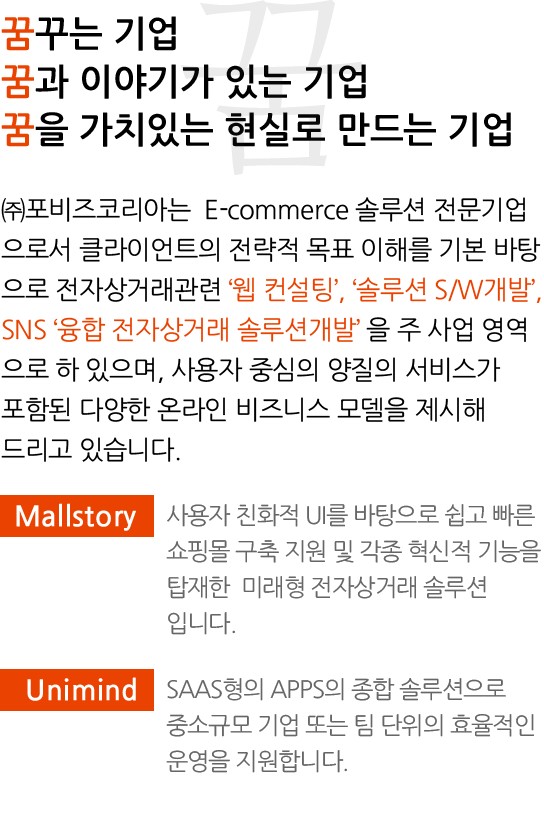 꿈
꿈꾸는 기업
꿈과 이야기가 있는 기업
꿈을 가치있는 현실로 만드는 기업
㈜포비즈코리아는 E-commerce 솔루션 전문기업
으로서 클라이언트의 전략적 목표 이해를 기본 바탕
으로 전자상거래관련 ‘웹 컨설팅’, ‘솔루션 S/W개발’,
SNS ‘융합 전자상거래 솔루션개발’ 을 주 사업 영역
으로 하 있으며, 사용자 중심의 양질의 서비스가
포함된 다양한 온라인 비즈니스 모델을 제시해
드리고 있습니다.
Mallstory
사용자 친화적 UI를 바탕으로 쉽고 빠른
쇼핑몰 구축 지원 및 각종 혁신적 기능을
탑재한 미래형 전자상거래 솔루션
입니다.
Unimind
SAAS형의 APPS의 종합 솔루션으로
중소규모 기업 또는 팀 단위의 효율적인
운영을 지원합니다.